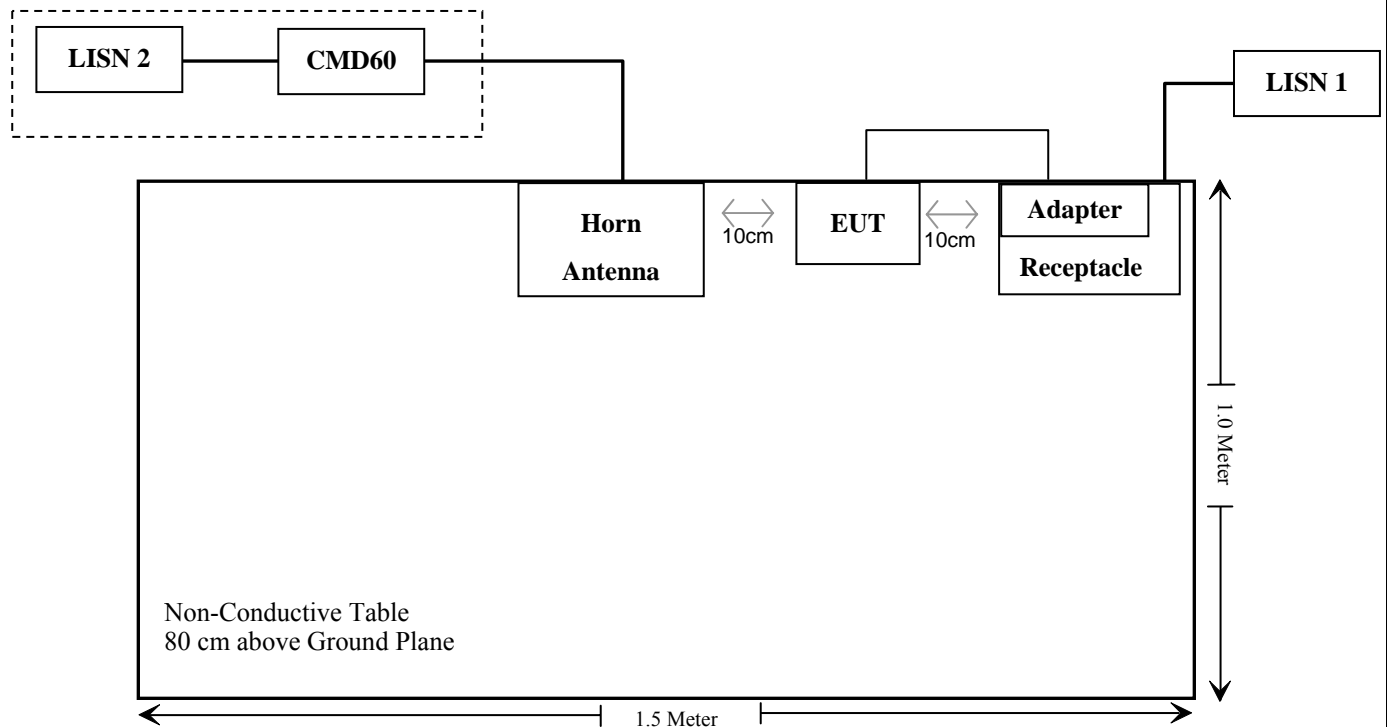 LISN 2
CMD60
LISN 1
Horn
Antenna
10cm
EUT
10cm
Adapter
Receptacle
1.0 Meter
Non-Conductive Table
80 cm above Ground Plane
1.5 Meter